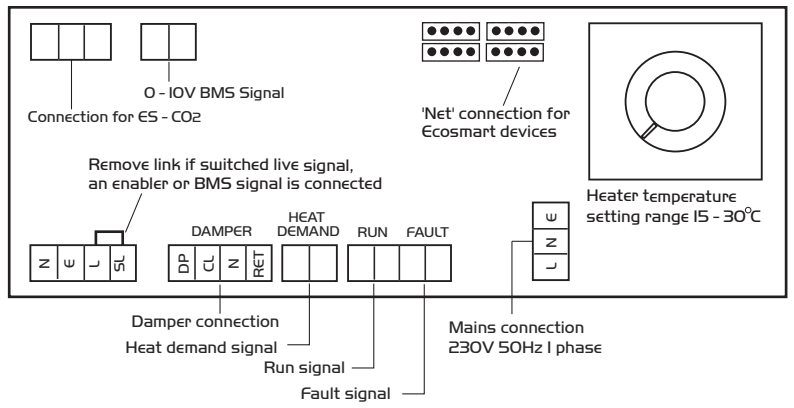 0 - 10V BMS Signal
Connection for ES - CO2
'Net' connection for
Ecosmart devices
Remove link if switched live signal,
an enabler or BMS signal is connected
Heater temperature
setting range 15 - 30°C
DAMPER
HEAT
DEMAND
RUN
FAULT
N E L SL
DP CL N RET
L N E
Damper connection
Heat demand signal
Run signal
Fault signal
Mains connection
230V 50Hz 1 phase